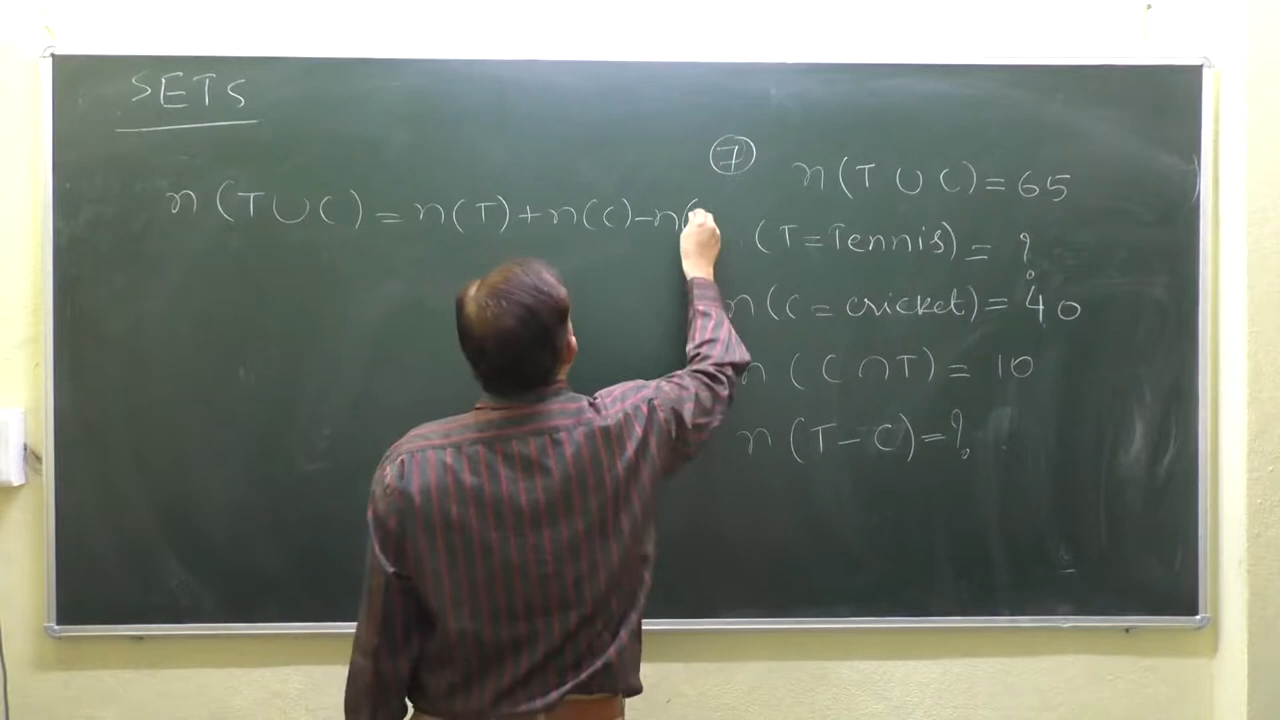 SETS
n(T∪C)=n(T)+n(C)-n(
7
n(T∪C)=65
(T=Tennis)=?
n(C=cricket)=40
n(C∩T)=10
n(T-C)=?